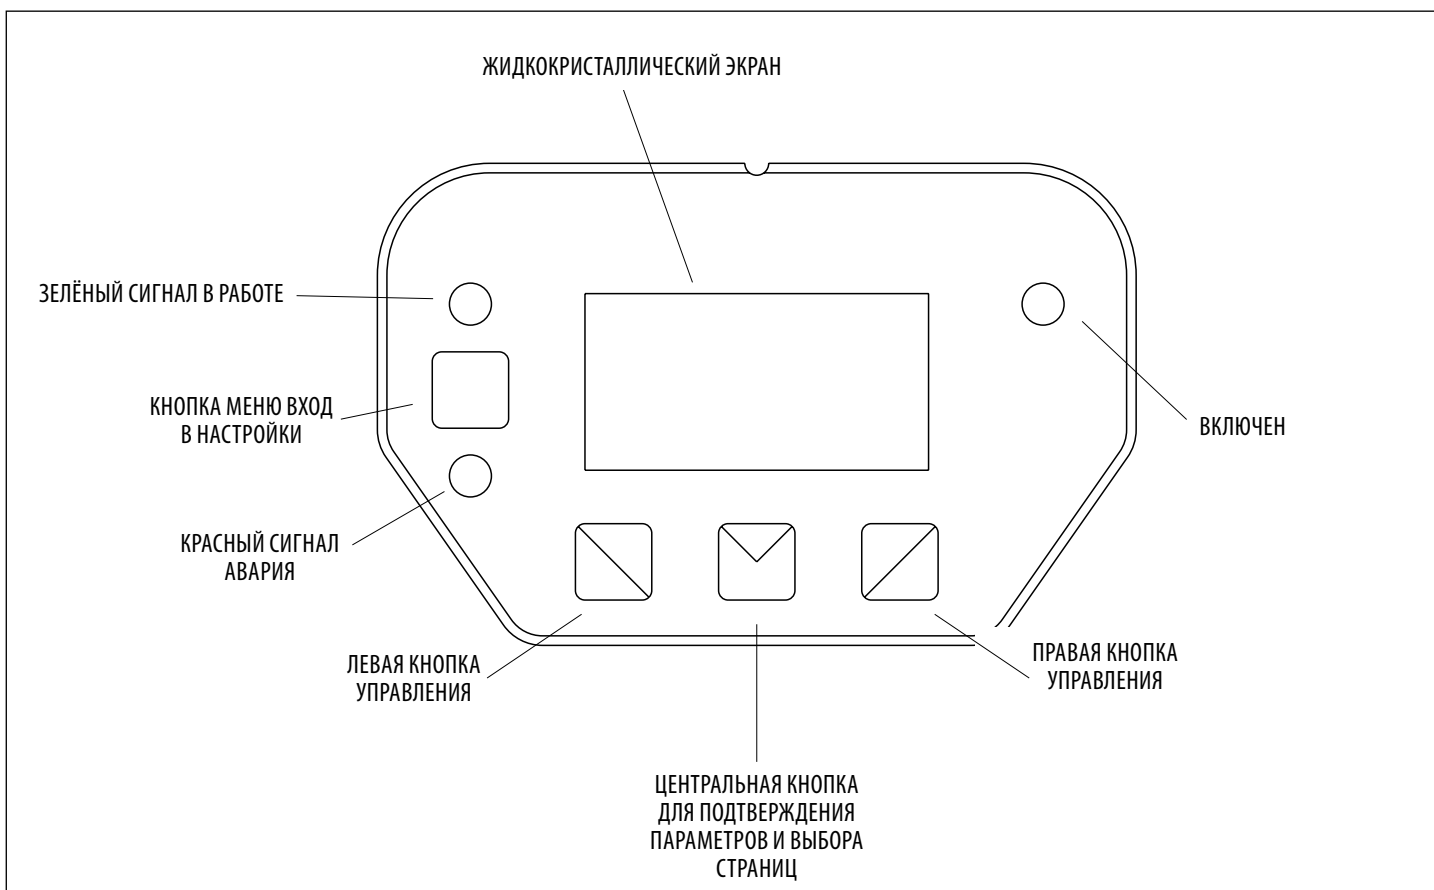 ЖИДКОКРИСТАЛЛИЧЕСКИЙ ЭКРАН
ЗЕЛЁНЫЙ СИГНАЛ В РАБОТЕ
КНОПКА МЕНЮ ВХОД
В НАСТРОЙКИ
ВКЛЮЧЕН
КРАСНЫЙ СИГНАЛ
АВАРИЯ
ЛЕВАЯ КНОПКА
УПРАВЛЕНИЯ
ПРАВАЯ КНОПКА
УПРАВЛЕНИЯ
ЦЕНТРАЛЬНАЯ КНОПКА
ДЛЯ ПОДТВЕРЖДЕНИЯ
ПАРАМЕТРОВ И ВЫБОРА
СТРАНИЦ